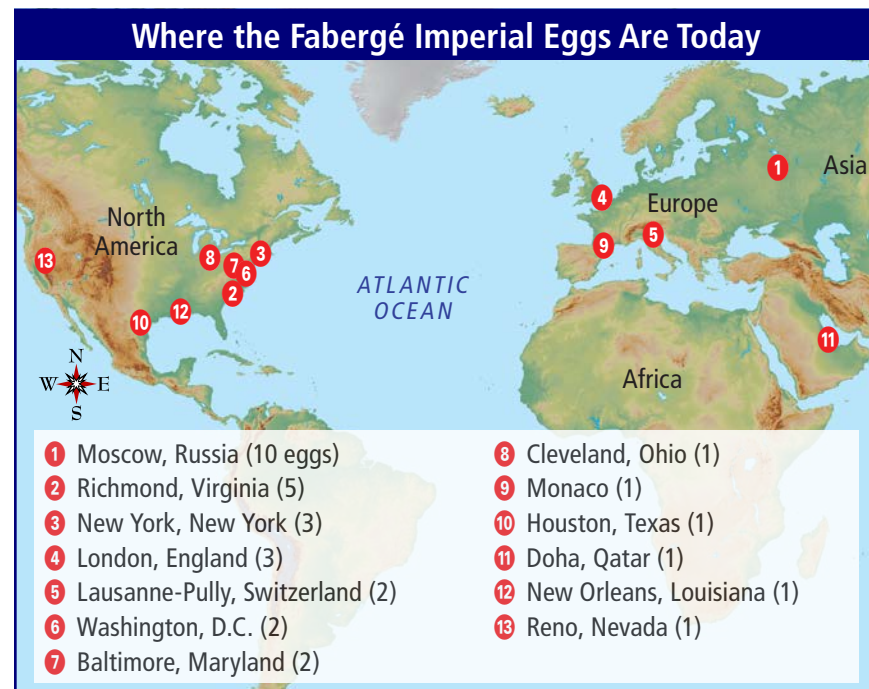 Where the Fabergé Imperial Eggs Are Today
North
America
ATLANTIC
OCEAN
Europe
Asia
Africa
1
2
3
4
5
6
7
8
9
10
11
12
13
N
W E
S
1 Moscow, Russia (10 eggs)
2 Richmond, Virginia (5)
3 New York, New York (3)
4 London, England (3)
5 Lausanne-Pully, Switzerland (2)
6 Washington, D.C. (2)
7 Baltimore, Maryland (2)
8 Cleveland, Ohio (1)
9 Monaco (1)
10 Houston, Texas (1)
11 Doha, Qatar (1)
12 New Orleans, Louisiana (1)
13 Reno, Nevada (1)